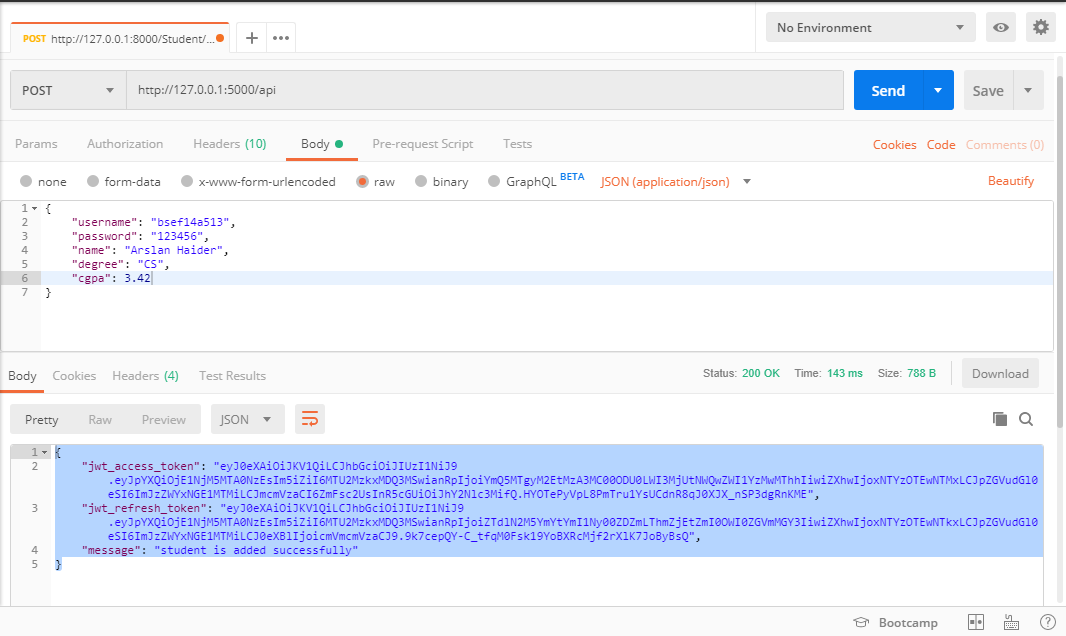 POST http://127.0.0.1:8000/Student/...
No Environment
POST http://127.0.0.1:5000/api Send Save
Params Authorization Headers (10) Body Pre-request Script Tests Cookies Code Comments (0)
none form-data x-www-form-urlencoded raw binary GraphQL BETA JSON (application/json) Beautify
1 {
2 "username": "bsef14a513",
3 "password": "123456",
4 "name": "Arslan Haider",
5 "degree": "CS",
6 "cgpa": 3.42
7 }
Body Cookies Headers (4) Test Results Status: 200 OK Time: 143 ms Size: 788 B Download
Pretty Raw Preview JSON
1 {
2 "jwt_access_token": "eyJ0eXAiOiJKV1QiLCJhbGciOiJIUzI1NiJ9
3 "jwt_refresh_token": "eyJ0eXAiOiJKV1QiLCJhbGciOiJIUzI1NiJ9
4 "message": "student is added successfully"
5 }
Bootcamp